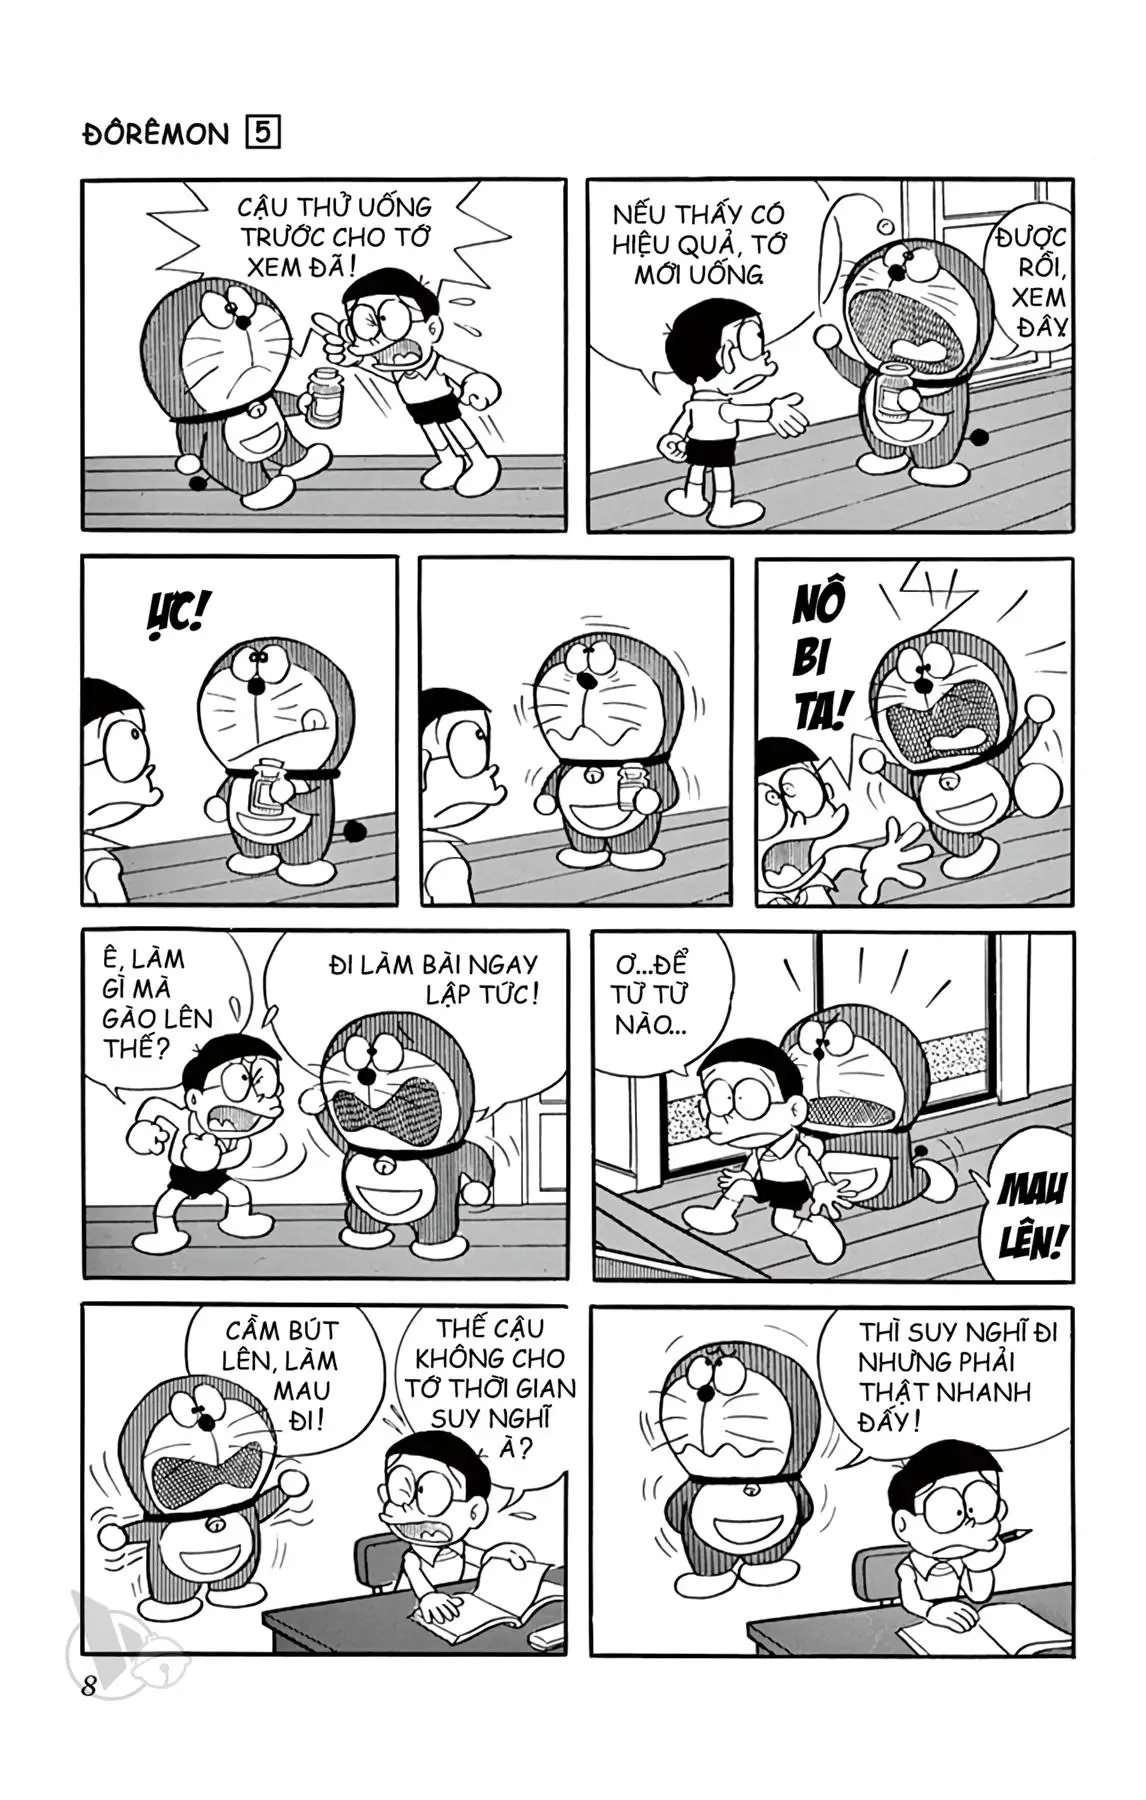 ĐÔRÊMON 5
CẬU THỬ UỐNG
TRƯỚC CHO TỚ
XEM ĐÃ!
NẾU THẤY CÓ
HIỆU QUẢ, TỚ
MỚI UỐNG.
ĐƯỢC
RỒI,
XEM
ĐÂY.
ỰC!
NÔ
BI
TA!
Ê, LÀM
GÌ MÀ
GÀO LÊN
THẾ?
ĐI LÀM BÀI NGAY
LẬP TỨC!
Ơ...ĐỂ
TỪ TỪ
NÀO...
MAU
LÊN!
CẦM BÚT
LÊN, LÀM
MAU
ĐI!
THẾ CẬU
KHÔNG CHO
TỚ THỜI GIAN
SUY NGHĨ
À?
THÌ SUY NGHĨ ĐI
NHƯNG PHẢI
THẬT NHANH
ĐẤY!
8